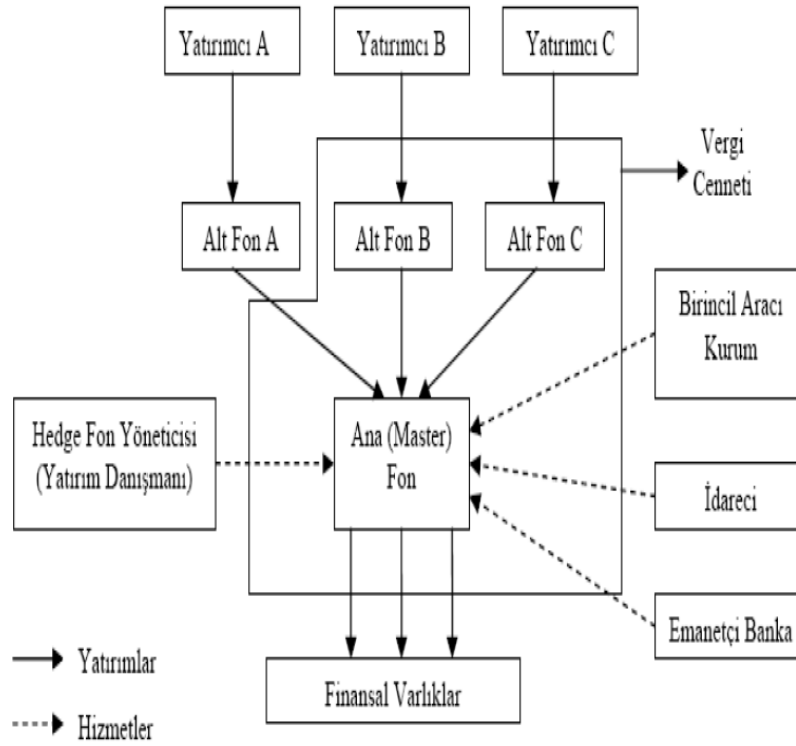 Yatırımcı A
Yatırımcı B
Yatırımcı C
Vergi
Cenneti
Alt Fon A
Alt Fon B
Alt Fon C
Birincil Aracı
Kurum
Hedge Fon Yöneticisi
(Yatırım Danışmanı)
Ana (Master)
Fon
İdareci
Emanetçi Banka
Yatırımlar
Finansal Varlıklar
Hizmetler